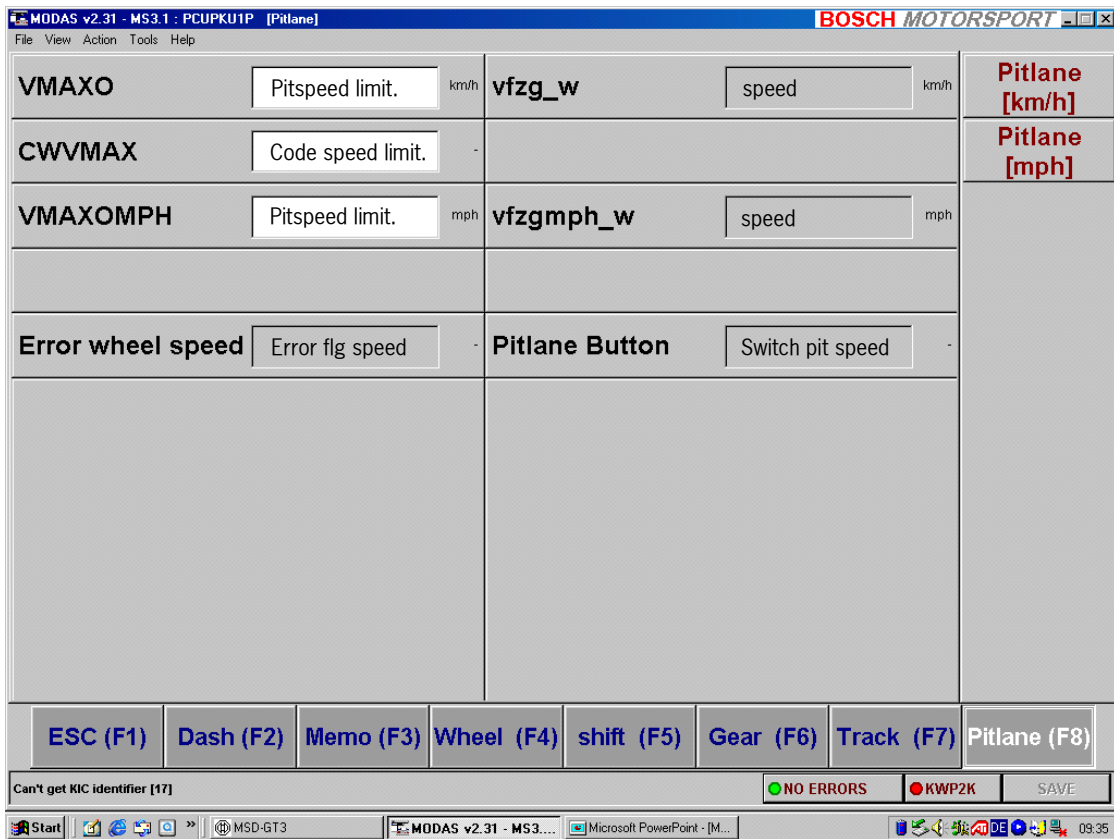 MODAS v2.31 - MS3.1 : PCUPKU1P [Pitlane]
BOSCH MOTORSPORT
File View Action Tools Help
VMAXO Pitspeed limit. km/h vfzg_w speed km/h
Pitlane
[km/h]
CWVMAX Code speed limit. -
Pitlane
[mph]
VMAXOMPH Pitspeed limit. mph vfzgmph_w speed mph
Error wheel speed Error flg speed - Pitlane Button Switch pit speed -
ESC (F1) Dash (F2) Memo (F3) Wheel (F4) shift (F5) Gear (F6) Track (F7) Pitlane (F8)
Can't get KIC identifier [17] NO ERRORS KWP2K SAVE
Start » MSD-GT3 MODAS v2.31 - MS3.... Microsoft PowerPoint - [M... DE 09:35